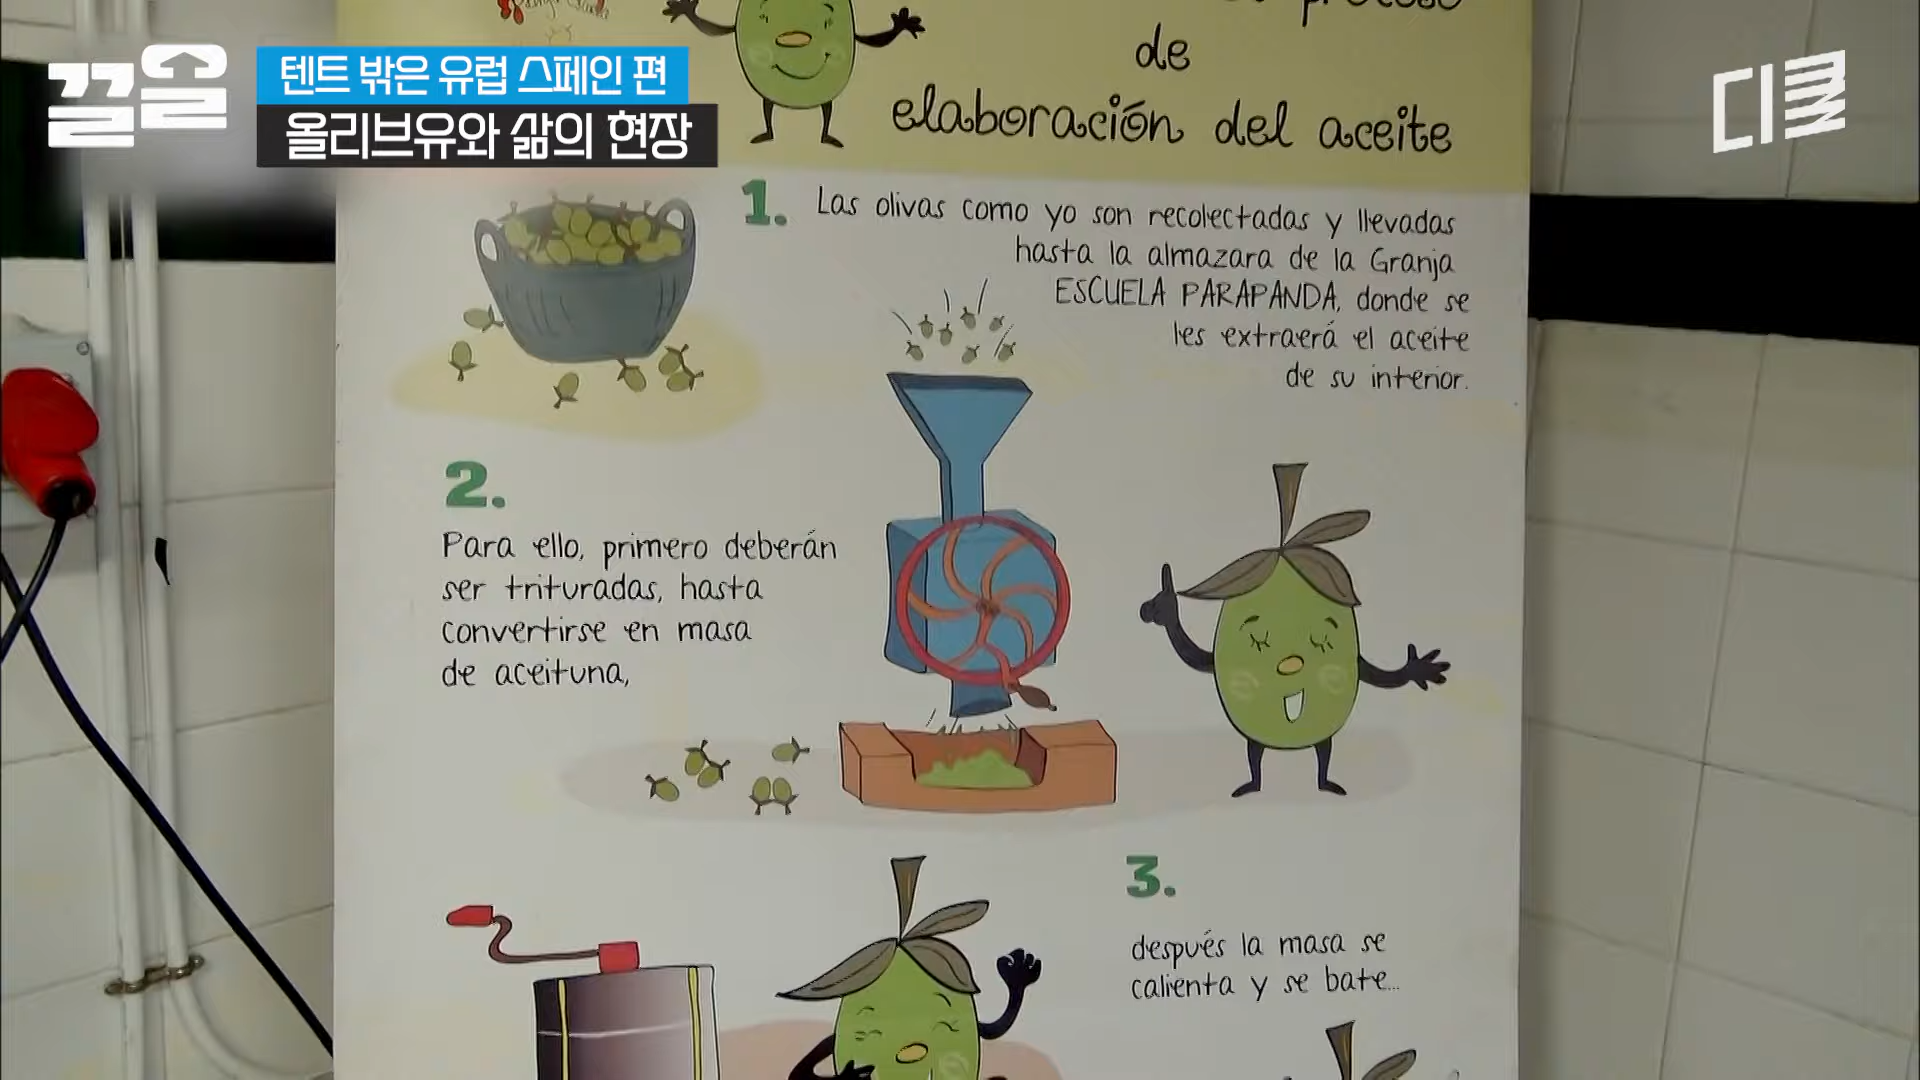 끌올
텐트 밖은 유럽 스페인 편
올리브유와 삶의 현장
디클
proceso
de
elaboración del aceite
1.
Las olivas como yo son recolectadas y llevadas
hasta la almazara de la Granja
ESCUELA PARAPANDA, donde se
les extraerá el aceite
de su interior.
2.
Para ello, primero deberán
ser trituradas, hasta
convertirse en masa
de aceituna,
3.
después la masa se
calienta y se bate...